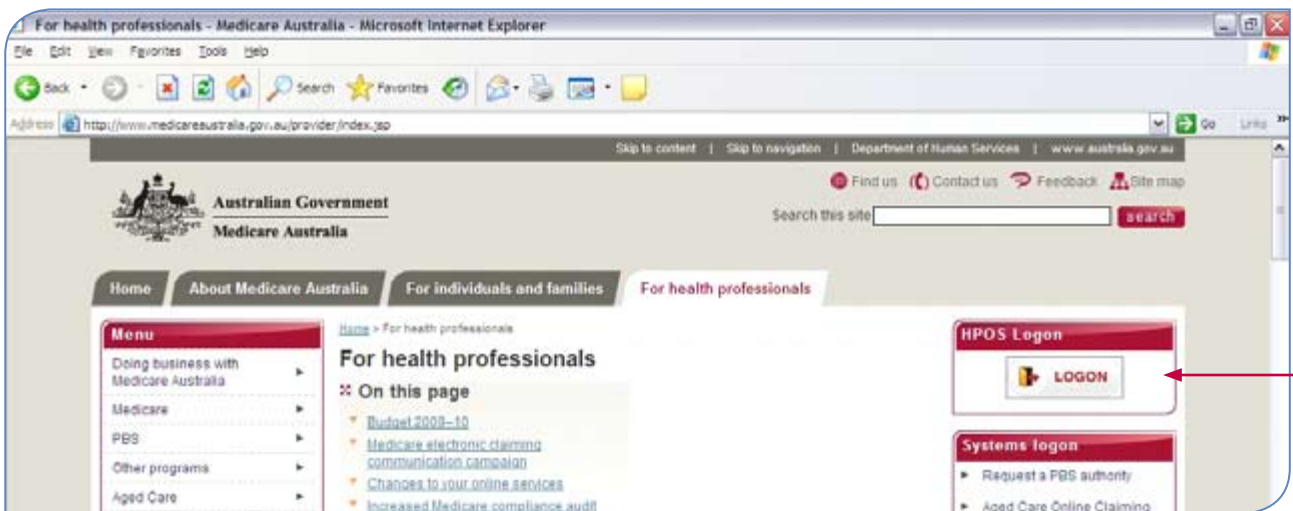 For health professionals - Medicare Australia - Microsoft Internet Explorer
File Edit View Favorites Tools Help
Back Search Favorites
Address http://www.medicareaustralia.gov.au/provider/index.jsp Go Links
Skip to content | Skip to navigation | Department of Human Services | www.australia.gov.au
Find us Contact us Feedback Site map
Australian Government
Medicare Australia
Search this site search
Home About Medicare Australia For individuals and families For health professionals
Menu
Doing business with
Medicare Australia
Medicare
PBS
Other programs
Aged Care
Home > For health professionals
For health professionals
On this page
Budget 2009–10
Medicare electronic claiming
communication campaign
Changes to your online services
Increased Medicare compliance audit
HPOS Logon
LOGON
Systems logon
Request a PBS authority
Aged Care Online Claiming